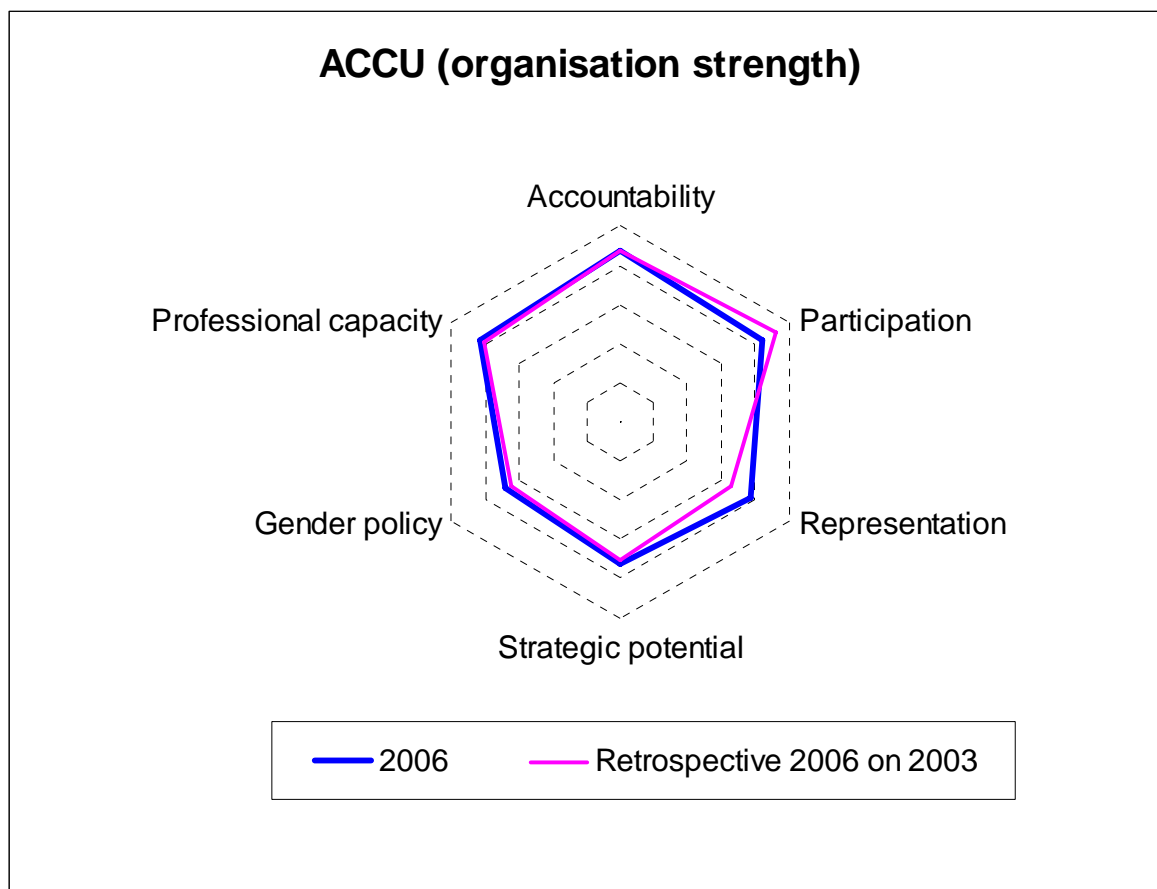 ACCU (organisation strength)
Accountability
Professional capacity
Participation
Gender policy
Representation
Strategic potential
2006
Retrospective 2006 on 2003